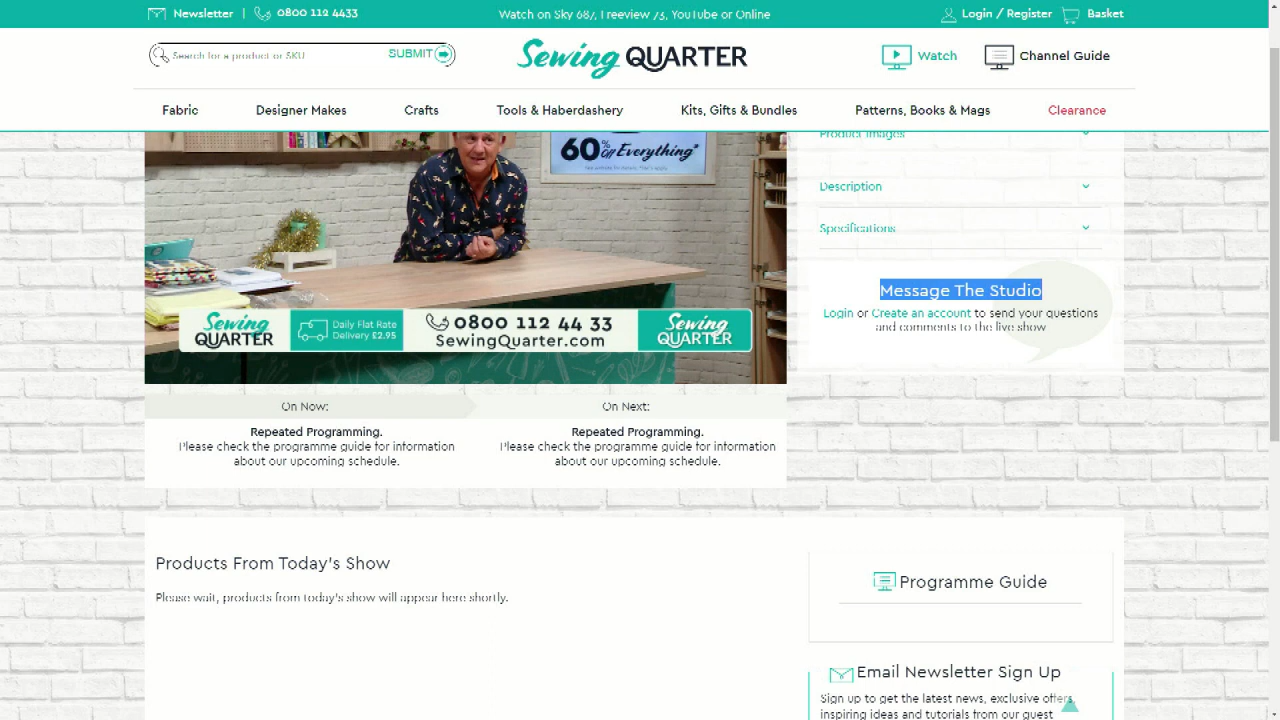 Newsletter | 0800 112 4433
Watch on Sky 687, Freeview 73, YouTube or Online
Login / Register Basket
Search for a product or SKU
SUBMIT
Sewing QUARTER
Watch
Channel Guide
Fabric
Designer Makes
Crafts
Tools & Haberdashery
Kits, Gifts & Bundles
Patterns, Books & Mags
Clearance
60% Off Everything*
Sewing QUARTER
Daily Flat Rate
Delivery £2.95
0800 112 44 33
SewingQuarter.com
Sewing QUARTER
Product Images
Description
Specifications
Message The Studio
Login or Create an account to send your questions
and comments to the live show
On Now:
Repeated Programming.
Please check the programme guide for information
about our upcoming schedule.
On Next:
Repeated Programming.
Please check the programme guide for information
about our upcoming schedule.
Products From Today's Show
Please wait, products from today's show will appear here shortly.
Programme Guide
Email Newsletter Sign Up
Sign up to get the latest news, exclusive offers,
inspiring ideas and tutorials from our guest